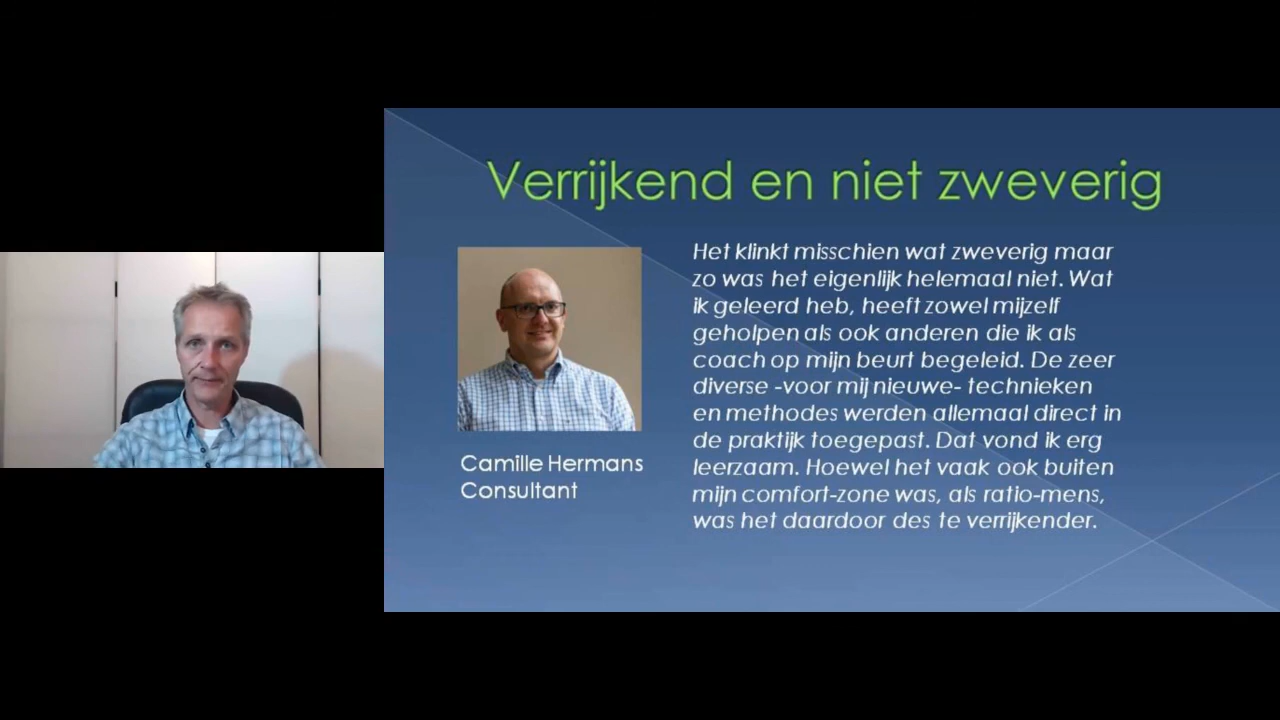 Verrijkend en niet zweverig
Het klinkt misschien wat zweverig maar
zo was het eigenlijk helemaal niet. Wat
ik geleerd heb, heeft zowel mijzelf
geholpen als ook anderen die ik als
coach op mijn beurt begeleid. De zeer
diverse -voor mij nieuwe- technieken
en methodes werden allemaal direct in
de praktijk toegepast. Dat vond ik erg
leerzaam. Hoewel het vaak ook buiten
mijn comfort-zone was, als ratio-mens,
was het daardoor des te verrijkender.
Camille Hermans
Consultant